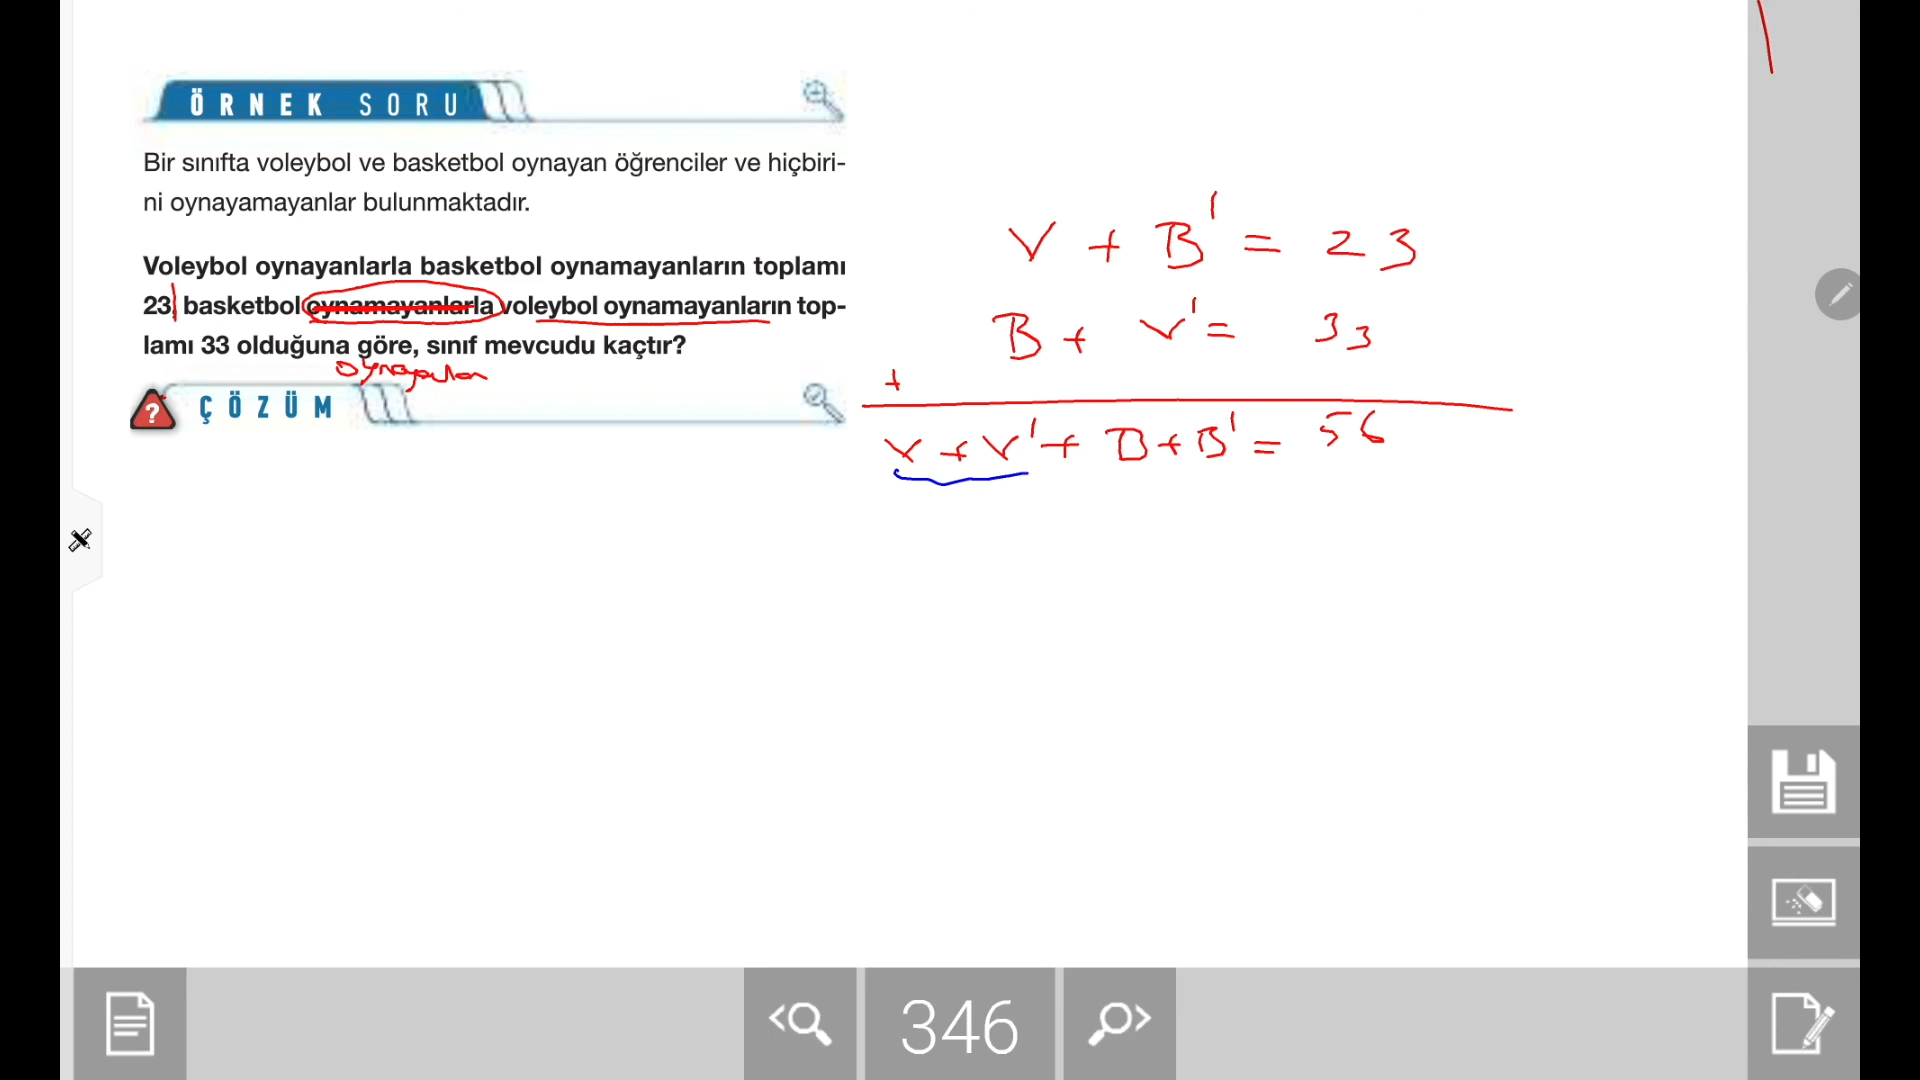 ÖRNEK SORU
Bir sınıfta voleybol ve basketbol oynayan öğrenciler ve hiçbiri-
ni oynayamayanlar bulunmaktadır.
Voleybol oynayanlarla basketbol oynamayanların toplamı
23, basketbol oynamayanlarla voleybol oynamayanların top-
lamı 33 olduğuna göre, sınıf mevcudu kaçtır?
oynayanlar
? ÇÖZÜM
V + B' = 23
B + V' = 33
+
V + V' + B + B' = 56
346